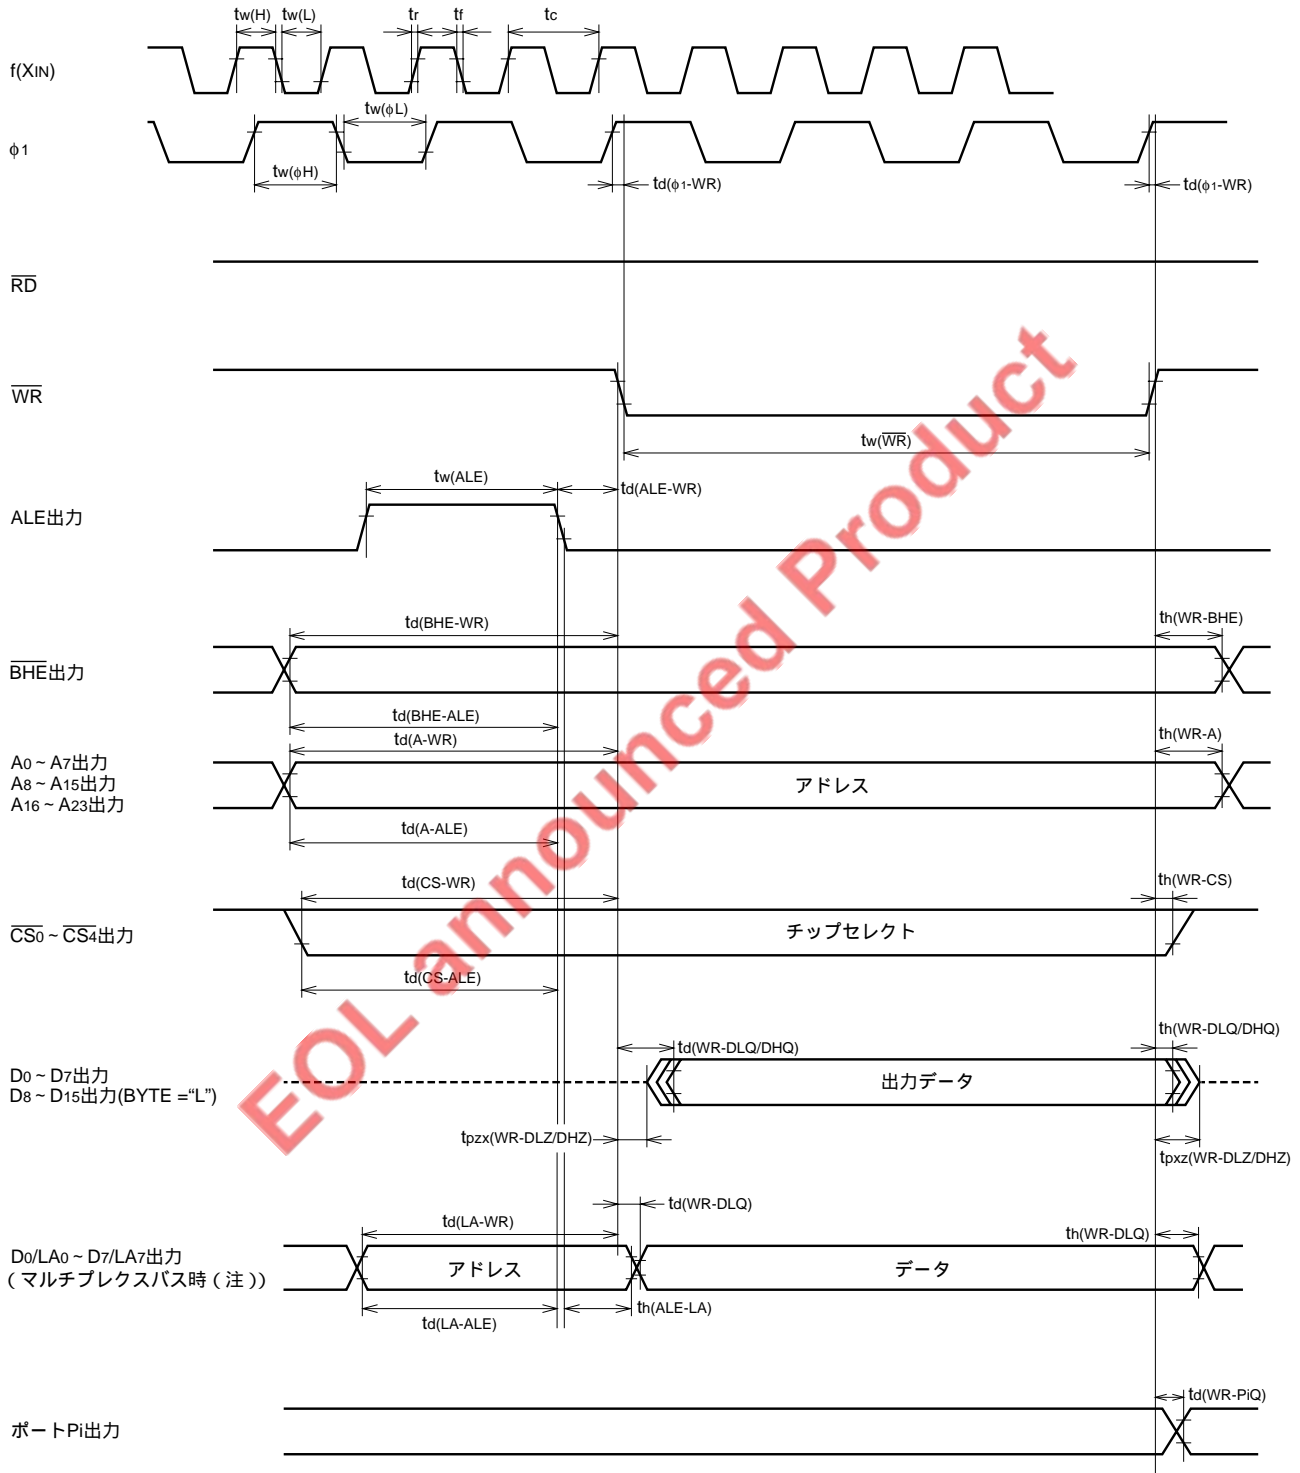 tw(H) tw(L) tr tf tc
f(XIN)
tw(ϕL)
ϕ1
tw(ϕH)
td(ϕ1-WR) td(ϕ1-WR)
RD
WR
tw(WR)
tw(ALE)
td(ALE-WR)
ALE出力
td(BHE-WR) th(WR-BHE)
BHE出力
td(BHE-ALE)
td(A-WR) th(WR-A)
A0 ~ A7出力
A8 ~ A15出力
A16 ~ A23出力
アドレス
td(A-ALE)
td(CS-WR) th(WR-CS)
CS0 ~ CS4出力
チップセレクト
td(CS-ALE)
td(WR-DLQ/DHQ) th(WR-DLQ/DHQ)
D0 ~ D7出力
D8 ~ D15出力(BYTE =“L”)
出力データ
tpzx(WR-DLZ/DHZ) tpxz(WR-DLZ/DHZ)
td(WR-DLQ)
td(LA-WR) th(WR-DLQ)
D0/LA0 ~ D7/LA7出力
(マルチプレクスバス時(注))
アドレス データ
td(LA-ALE) th(ALE-LA)
td(WR-PiQ)
ポートPi出力
EOL announced Product